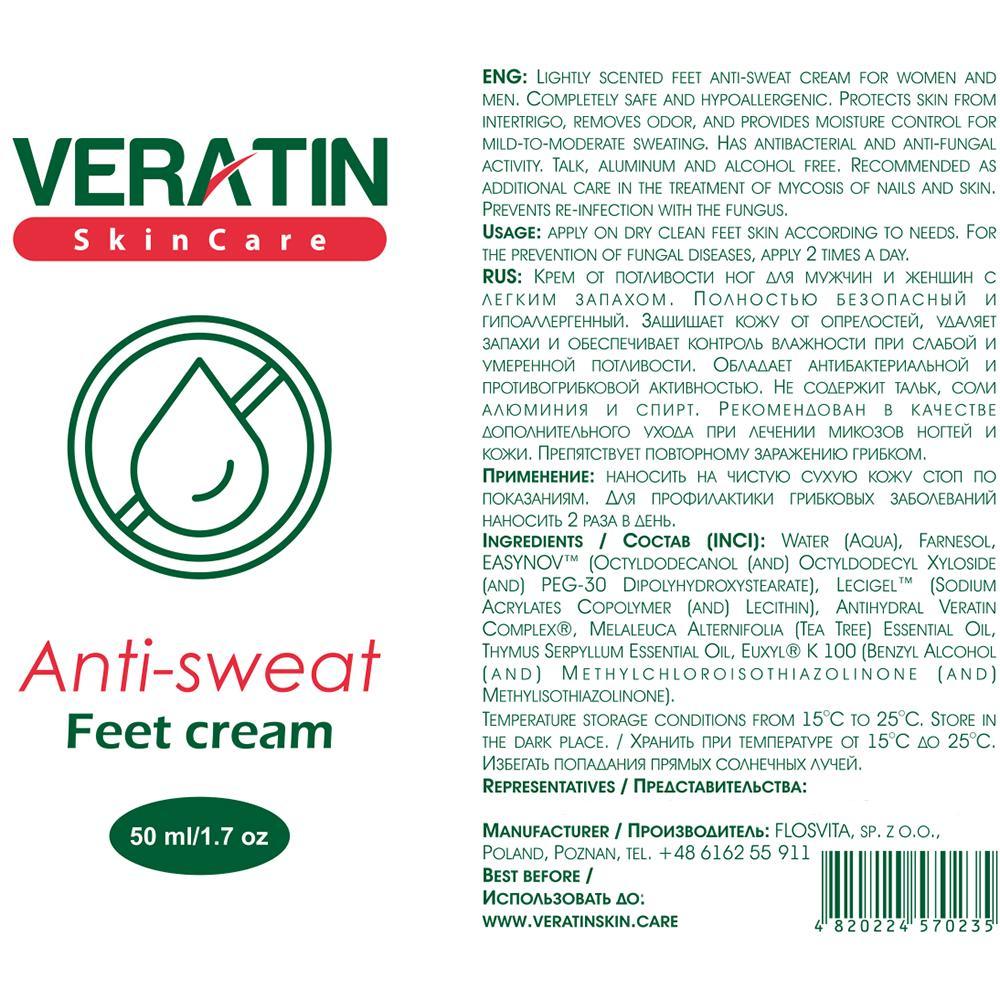 VERATIN
SkinCare
Anti-sweat
Feet cream
50 ml/1.7 oz
ENG: Lightly scented feet anti-sweat cream for women and
men. Completely safe and hypoallergenic. Protects skin from
intertrigo, removes odor, and provides moisture control for
mild-to-moderate sweating. Has antibacterial and anti-fungal
activity. Talk, aluminum and alcohol free. Recommended as
additional care in the treatment of mycosis of nails and skin.
Prevents re-infection with the fungus.
Usage: apply on dry clean feet skin according to needs. For
the prevention of fungal diseases, apply 2 times a day.
RUS: Крем от потливости ног для мужчин и женщин с
легким запахом. Полностью безопасный и
гипоаллергенный. Защищает кожу от опрелостей, удаляет
запахи и обеспечивает контроль влажности при слабой и
умеренной потливости. Обладает антибактериальной и
противогрибковой активностью. Не содержит тальк, соли
алюминия и спирт. Рекомендован в качестве
дополнительного ухода при лечении микозов ногтей и
кожи. Препятствует повторному заражению грибком.
Применение: наносить на чистую сухую кожу стоп по
показаниям. Для профилактики грибковых заболеваний
наносить 2 раза в день.
Ingredients / Состав (INCI): Water (Aqua), Farnesol,
EASYNOV™ (Octyldodecanol (and) Octyldodecyl Xyloside
(and) PEG-30 Dipolyhydroxystearate), Lecigel™ (Sodium
Acrylates Copolymer (and) Lecithin), Antihydral Veratin
Complex®, Melaleuca Alternifolia (Tea Tree) Essential Oil,
Thymus Serpyllum Essential Oil, Euxyl® K 100 (Benzyl Alcohol
(and) Methylchloroisothiazolinone (and)
Methylisothiazolinone).
Temperature storage conditions from 15°C to 25°C. Store in
the dark place. / Хранить при температуре от 15°C до 25°C.
Избегать попадания прямых солнечных лучей.
Representatives / Представительства:
Manufacturer / Производитель: FLOSVITA, sp. z o.o.,
Poland, Poznan, tel. +48 6162 55 911
Best before /
Использовать до:
www.veratinskin.care
4 820224 570235